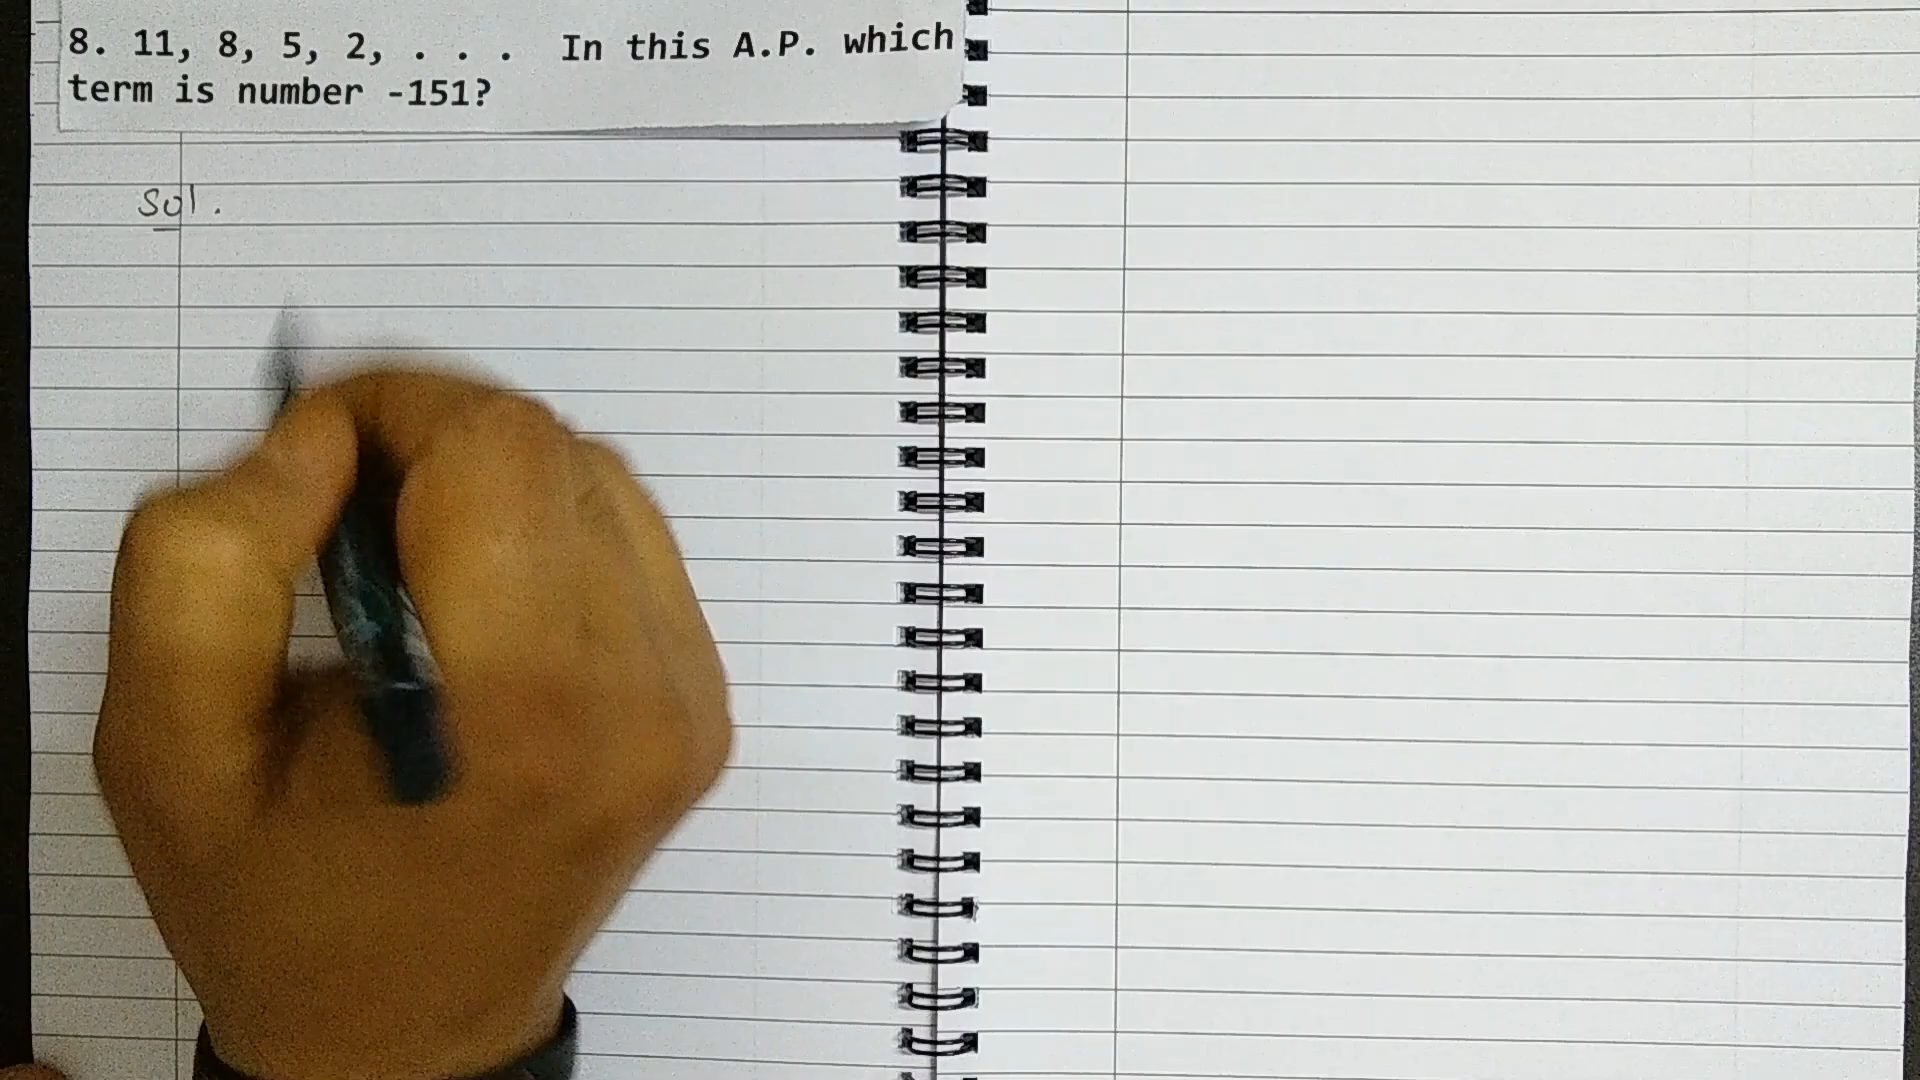 8. 11, 8, 5, 2, . . . In this A.P. which
term is number -151?
Sol.